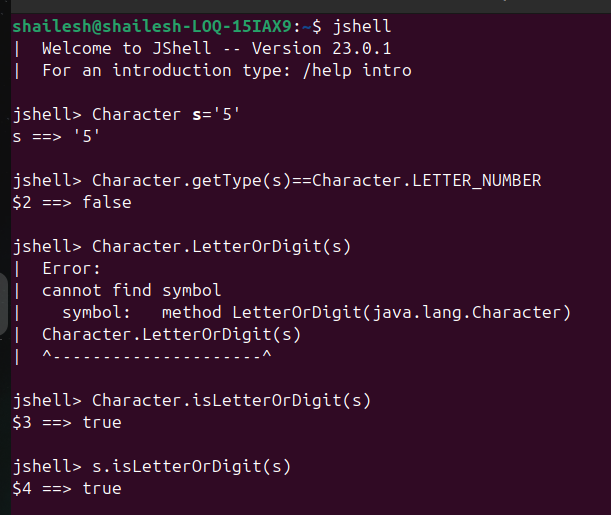 shailesh@shailesh-LOQ-15IAX9:~$ jshell
|  Welcome to JShell -- Version 23.0.1
|  For an introduction type: /help intro
jshell> Character s='5'
s ==> '5'
jshell> Character.getType(s)==Character.LETTER_NUMBER
$2 ==> false
jshell> Character.LetterOrDigit(s)
|  Error:
|  cannot find symbol
|    symbol:   method LetterOrDigit(java.lang.Character)
|  Character.LetterOrDigit(s)
|  ^---------------------^
jshell> Character.isLetterOrDigit(s)
$3 ==> true
jshell> s.isLetterOrDigit(s)
$4 ==> true